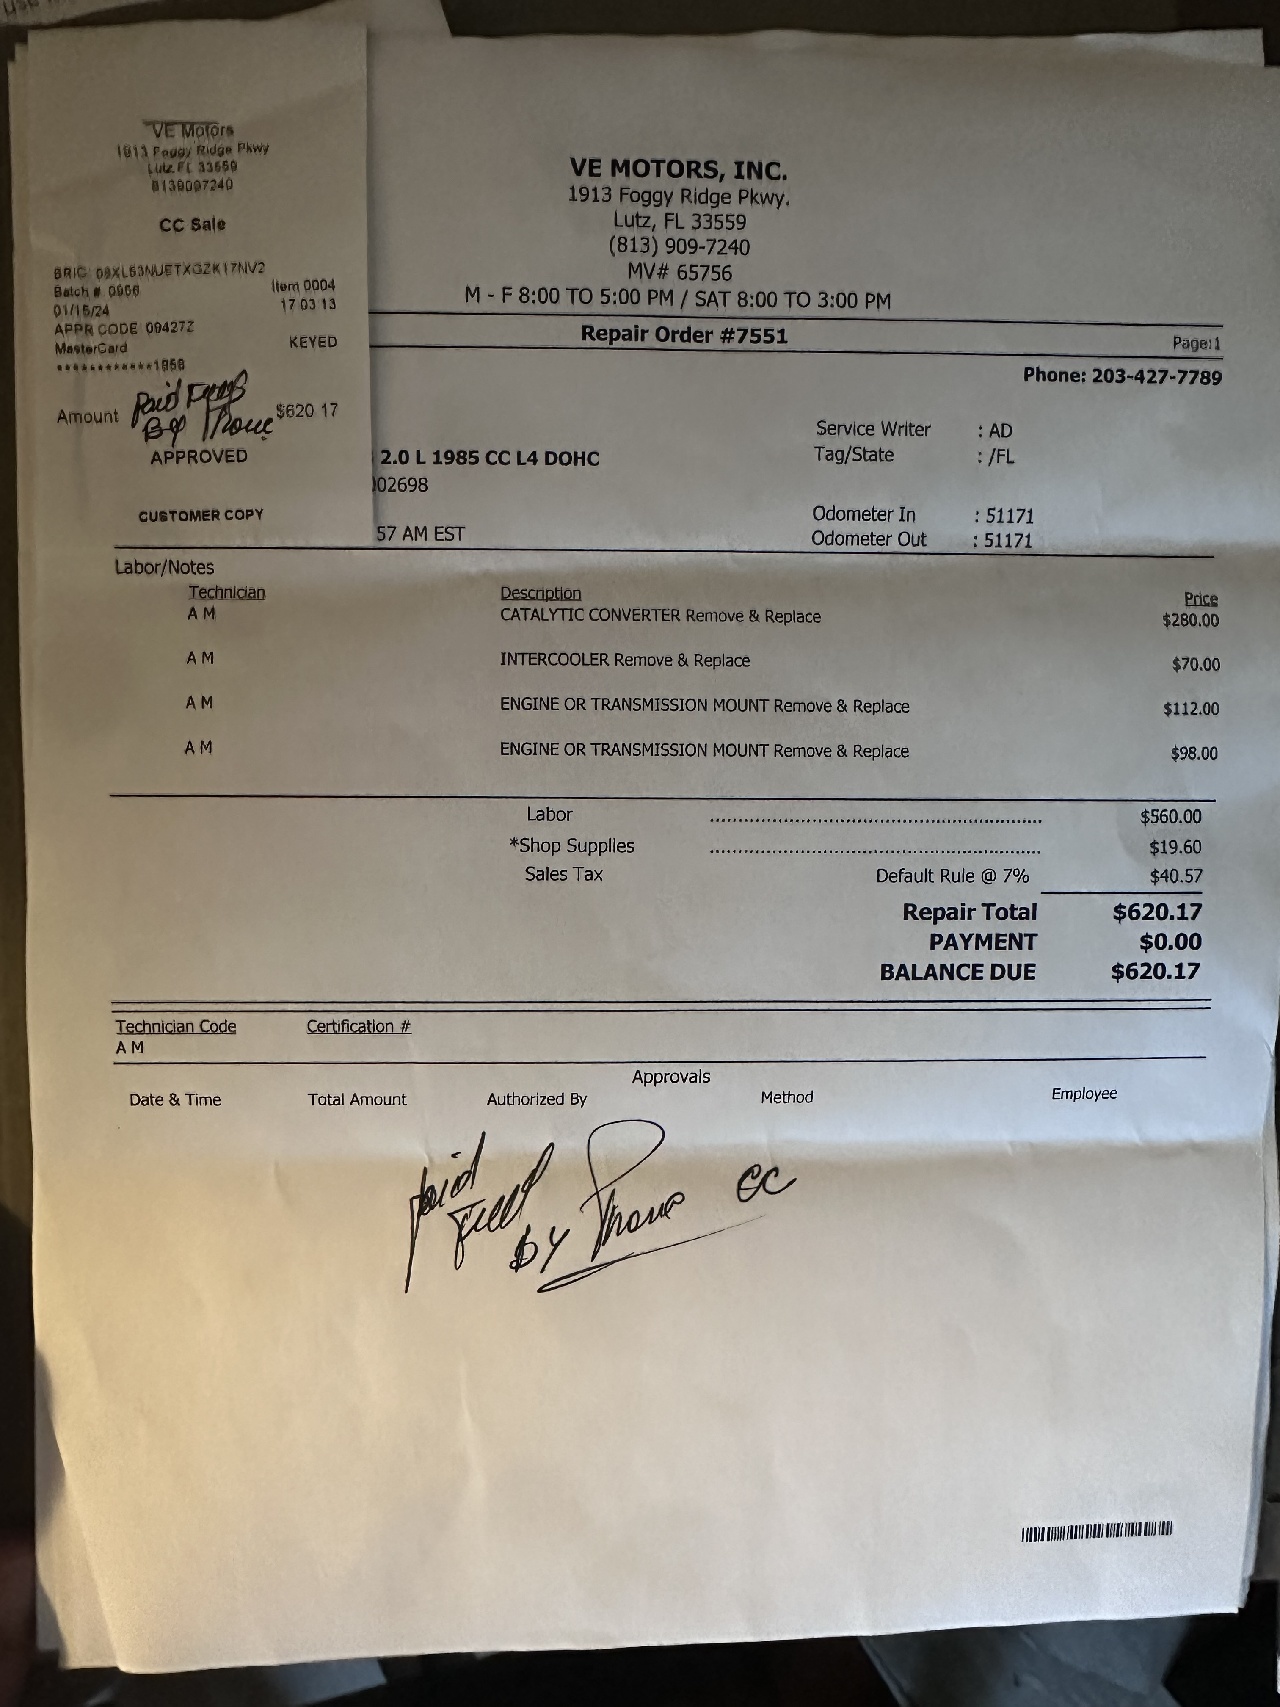 VE Motors
1913 Foggy Ridge Pkwy
Lutz FL 33559
8139097240
CC Sale
Batch # 0956 Item 0004
01/15/24 17 03 13
APPR CODE 09427Z
MasterCard KEYED
Paid
By Phone
Amount $620 17
APPROVED
CUSTOMER COPY
VE MOTORS, INC.
1913 Foggy Ridge Pkwy.
Lutz, FL 33559
(813) 909-7240
MV# 65756
M - F 8:00 TO 5:00 PM / SAT 8:00 TO 3:00 PM
Repair Order #7551 Page:1
Phone: 203-427-7789
Service Writer : AD
2.0 L 1985 CC L4 DOHC Tag/State : /FL
02698
Odometer In : 51171
57 AM EST Odometer Out : 51171
Labor/Notes
Technician Description Price
A M CATALYTIC CONVERTER Remove & Replace $280.00
A M INTERCOOLER Remove & Replace $70.00
A M ENGINE OR TRANSMISSION MOUNT Remove & Replace $112.00
A M ENGINE OR TRANSMISSION MOUNT Remove & Replace $98.00
Labor ........................................ $560.00
*Shop Supplies ........................................ $19.60
Sales Tax Default Rule @ 7% $40.57
Repair Total $620.17
PAYMENT $0.00
BALANCE DUE $620.17
Technician Code Certification #
A M
Approvals
Date & Time Total Amount Authorized By Method Employee
paid
Full
By Phone CC